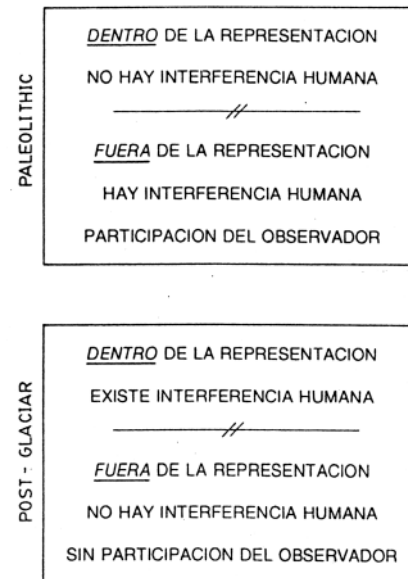 PALEOLITHIC
DENTRO DE LA REPRESENTACION
NO HAY INTERFERENCIA HUMANA
FUERA DE LA REPRESENTACION
HAY INTERFERENCIA HUMANA
PARTICIPACION DEL OBSERVADOR
POST-GLACIAR
DENTRO DE LA REPRESENTACION
EXISTE INTERFERENCIA HUMANA
FUERA DE LA REPRESENTACION
NO HAY INTERFERENCIA HUMANA
SIN PARTICIPACION DEL OBSERVADOR